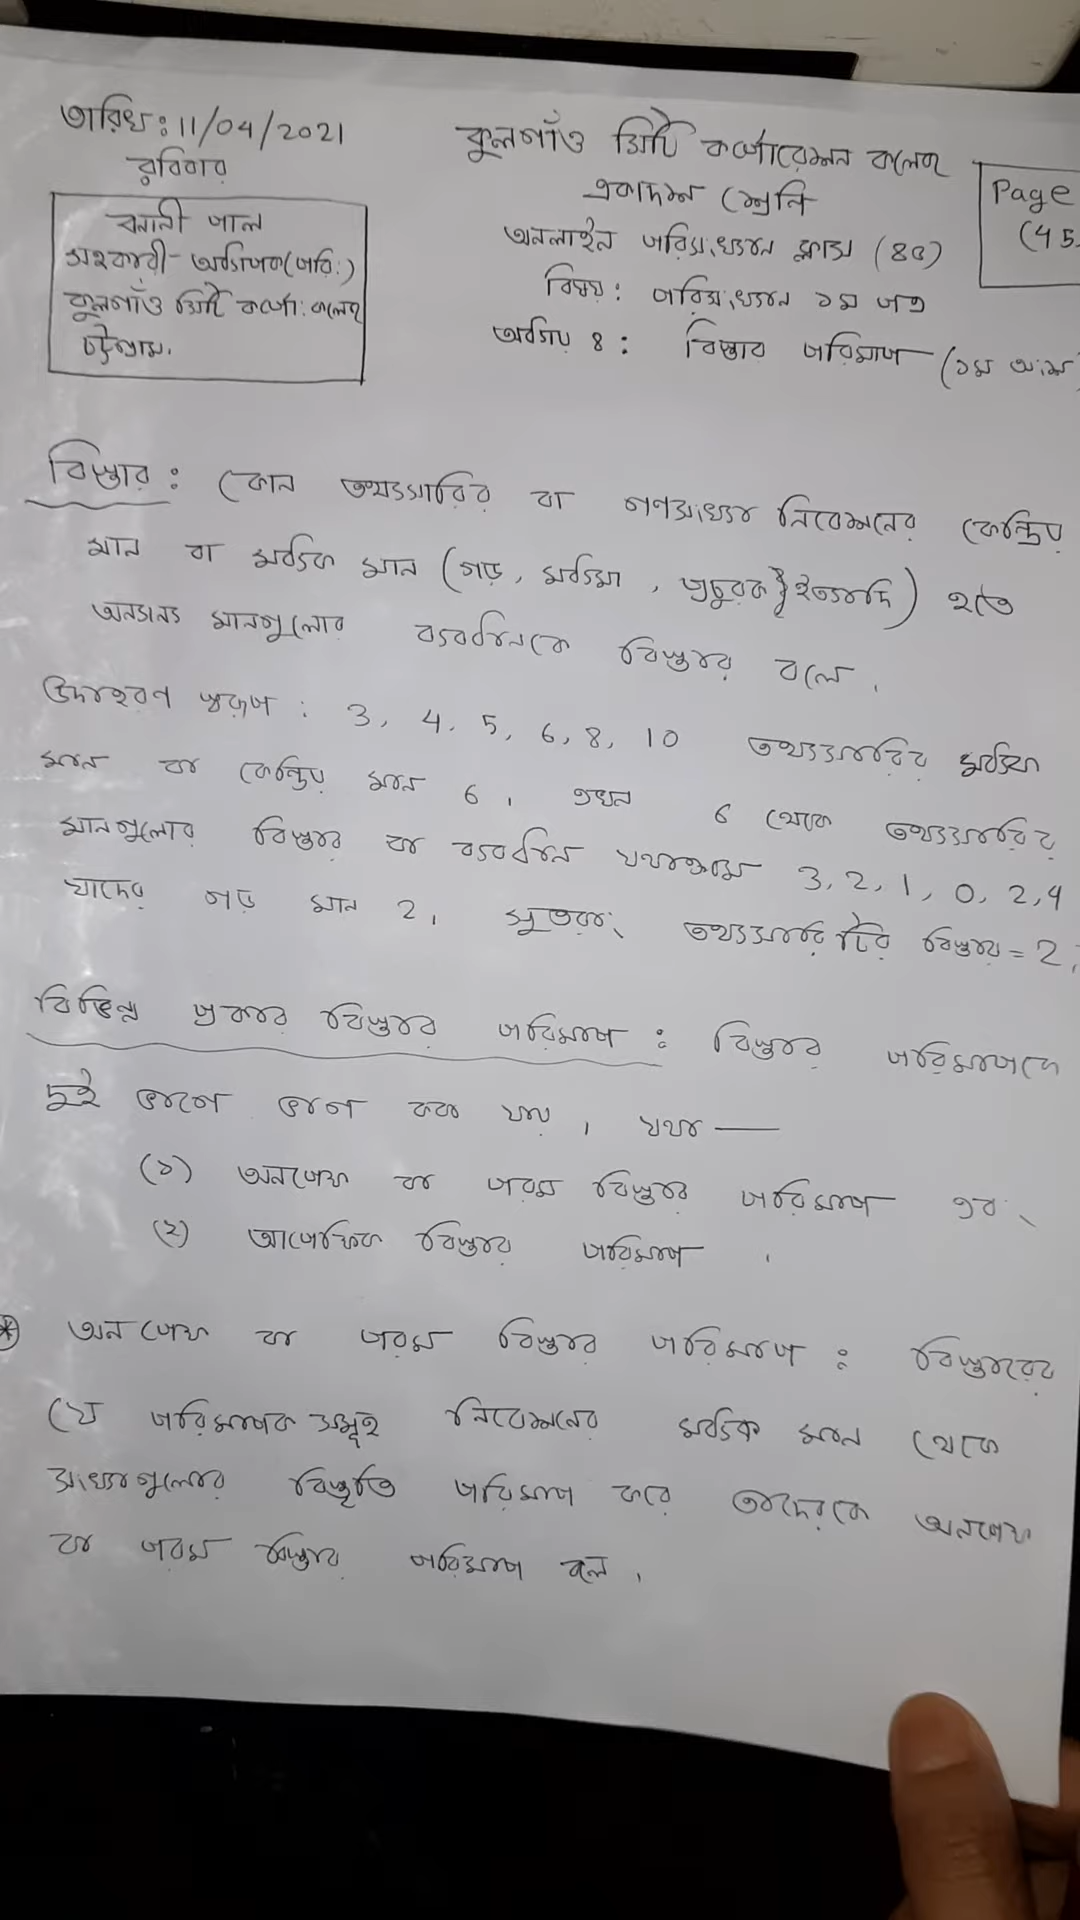 তারিখ: 11/04/2021
রবিবার
বনানী পাল
সহকারী-অধ্যাপক(পরি:)
কুলগাঁও সিটি কর্পো: কলেজ
চট্টগ্রাম.
কুলগাঁও সিটি কর্পোরেশন কলেজ
একাদশ শ্রেনি
অনলাইন পরিসংখ্যান ক্লাস (৪৫)
বিষয়: পরিসংখ্যান ১ম পত্র
অধ্যায় ৪: বিস্তার পরিমাপ (১ম অংশ
Page
(45
বিস্তার: কোন তথ্যসারির বা গণসংখ্যা নিবেশনের কেন্দ্রিয়
মান বা মধ্যক মান (গড়, মধ্যমা, প্রচুরক ইত্যাদি) হতে
অন্যান্য মানগুলোর ব্যবধানকে বিস্তার বলে।
উদাহরণ স্বরূপ: 3, 4, 5, 6, 8, 10 তথ্যসারির মধ্যক
মান বা কেন্দ্রিয় মান 6। এখন 6 থেকে তথ্যসারির
মানগুলোর বিস্তার বা ব্যবধান যথাক্রমে 3, 2, 1, 0, 2, 4
যাদের গড় মান 2। সুতরাং তথ্যসারিটির বিস্তার = 2।
বিভিন্ন প্রকার বিস্তার পরিমাপ: বিস্তার পরিমাপকে
দুই ভাগে ভাগ করা যায়। যথা—
(১) অনপেক্ষ বা পরম বিস্তার পরিমাপ এবং
(২) আপেক্ষিক বিস্তার পরিমাপ।
* অনপেক্ষ বা পরম বিস্তার পরিমাপ: বিস্তারের
যে পরিমাপক সমূহ নিবেশনের মধ্যক মান থেকে
সংখ্যাগুলোর বিস্তৃতি পরিমাপ করে তাদেরকে অনপেক্ষ
বা পরম বিস্তার পরিমাপ বলে।